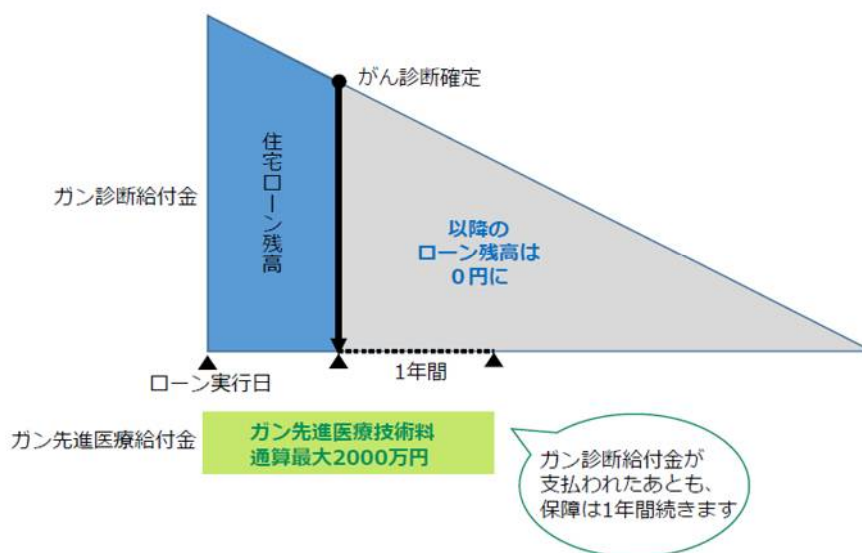 がん診断確定
住宅ローン残高
ガン診断給付金
以降の
ローン残高は
０円に
1年間
ローン実行日
ガン先進医療給付金
ガン先進医療技術料
通算最大2000万円
ガン診断給付金が
支払われたあとも、
保障は1年間続きます